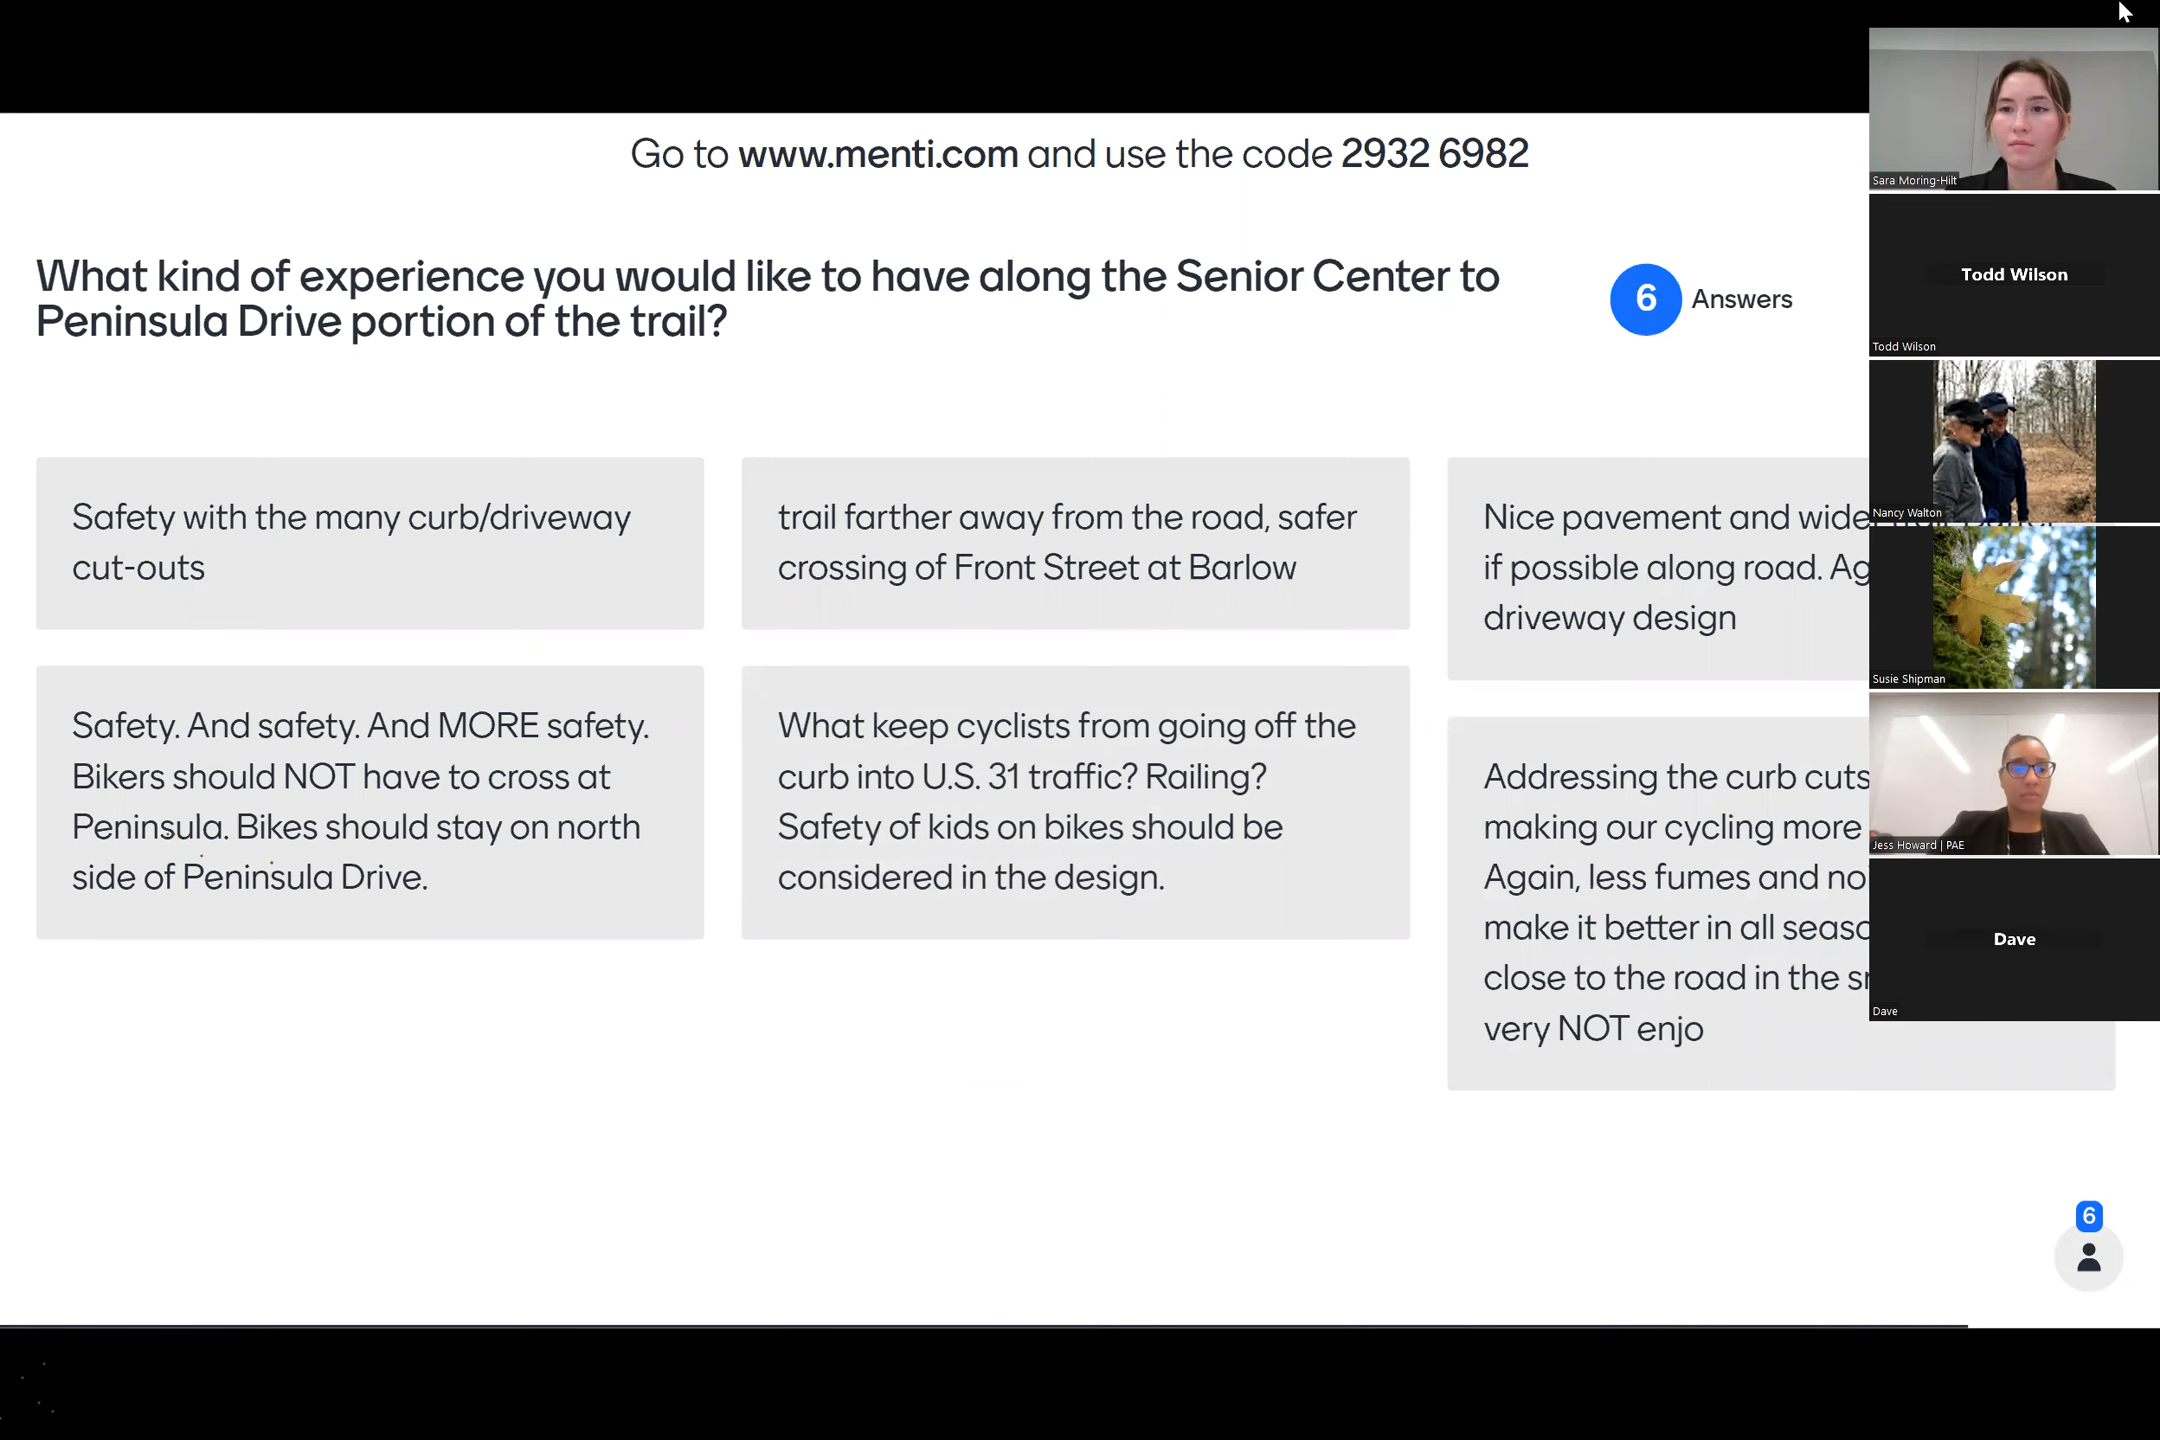 Go to www.menti.com and use the code 2932 6982
What kind of experience you would like to have along the Senior Center to
Peninsula Drive portion of the trail?
6 Answers
Safety with the many curb/driveway
cut-outs
trail farther away from the road, safer
crossing of Front Street at Barlow
Nice pavement and wide
if possible along road.
driveway design
Safety. And safety. And MORE safety.
Bikers should NOT have to cross at
Peninsula. Bikes should stay on north
side of Peninsula Drive.
What keep cyclists from going off the
curb into U.S. 31 traffic? Railing?
Safety of kids on bikes should be
considered in the design.
Addressing the curb cuts
making our cycling more
Again, less fumes and
make it better in all
close to the road in the
very NOT enjo
6
Sara Moring-Hilt
Todd Wilson
Todd Wilson
Nancy Walton
Susie Shipman
Jess Howard | PAE
Dave
Dave